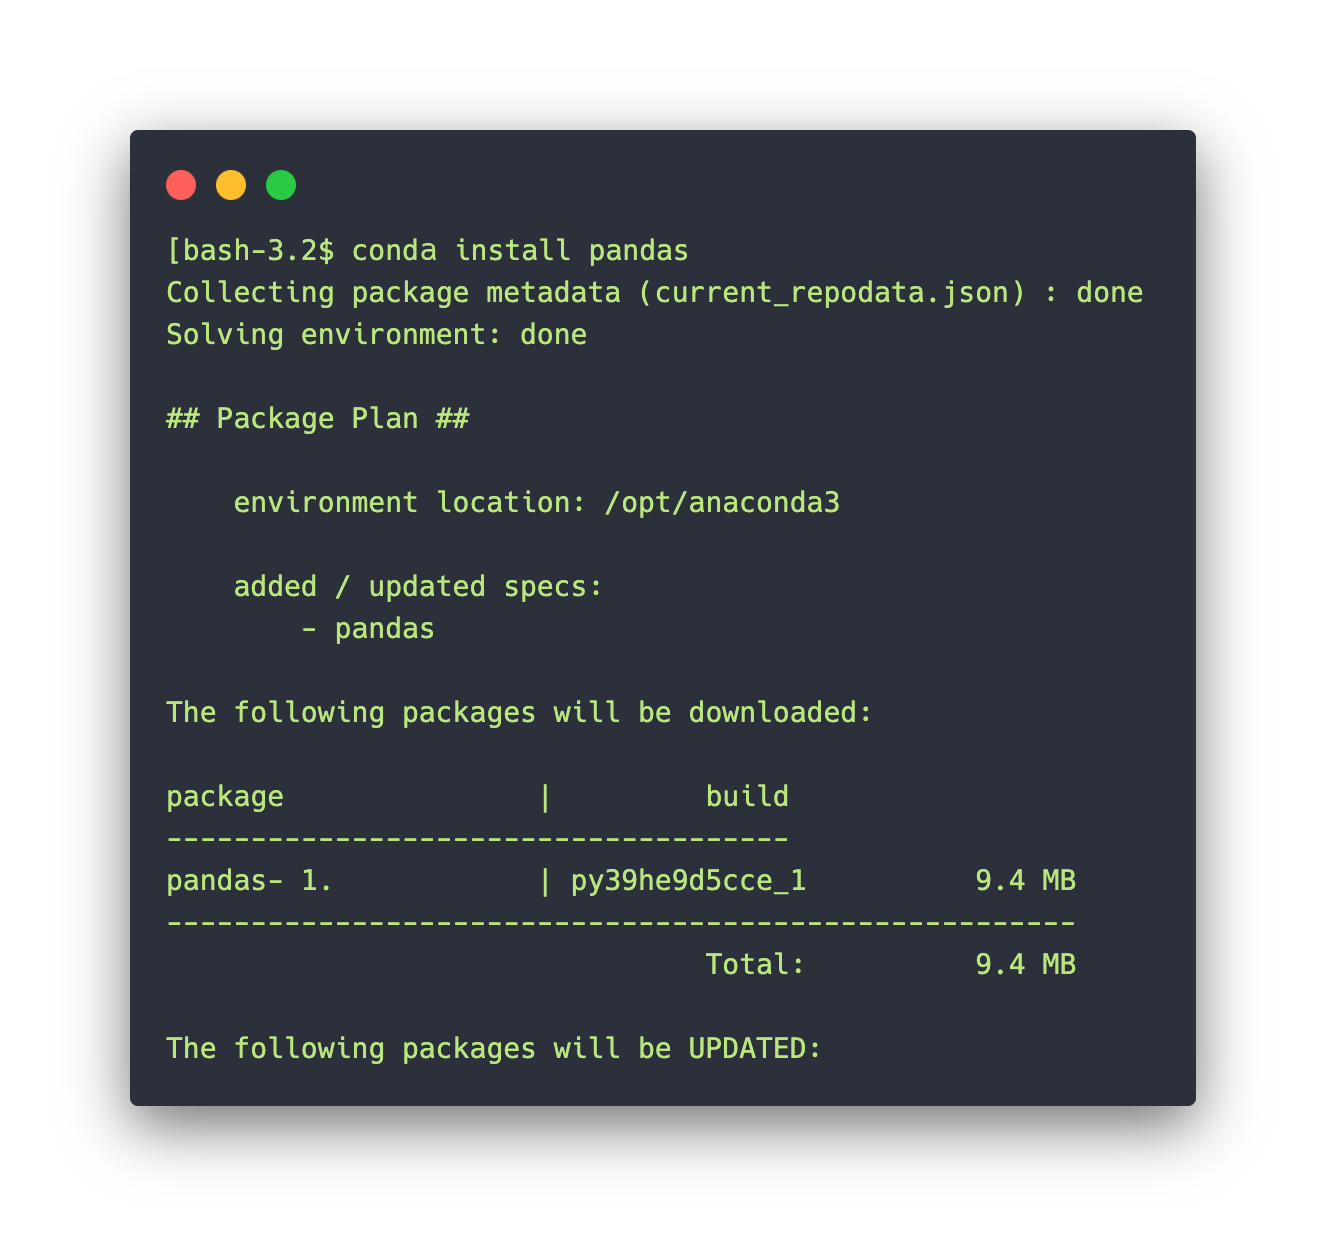 [bash-3.2$ conda install pandas
Collecting package metadata (current_repodata.json) : done
Solving environment: done
## Package Plan ##
environment location: /opt/anaconda3
added / updated specs:
- pandas
The following packages will be downloaded:
package | build
-------------------------------------
pandas- 1. | py39he9d5cce_1 9.4 MB
------------------------------------------------------
Total: 9.4 MB
The following packages will be UPDATED: